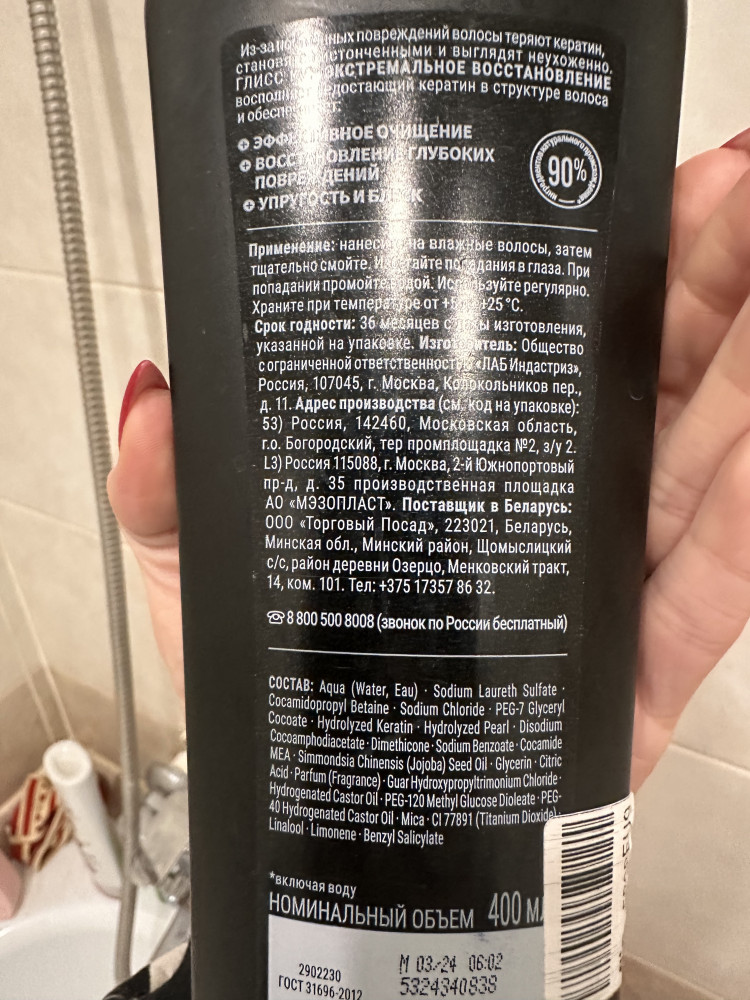 Из-за постоянных повреждений волосы теряют кератин,
становятся истонченными и выглядят неухоженно.
ГЛИСС КУР ЭКСТРЕМАЛЬНОЕ ВОССТАНОВЛЕНИЕ
восполняет недостающий кератин в структуре волоса
и обеспечивает:
ЭФФЕКТИВНОЕ ОЧИЩЕНИЕ
ВОССТАНОВЛЕНИЕ ГЛУБОКИХ
ПОВРЕЖДЕНИЙ
УПРУГОСТЬ И БЛЕСК
90%
ингредиентов натурального происхождения*
Применение: нанесите на влажные волосы, затем
тщательно смойте. Избегайте попадания в глаза. При
попадании промойте водой. Используйте регулярно.
Храните при температуре от +5 до +25 °C.
Срок годности: 36 месяцев с даты изготовления,
указанной на упаковке. Изготовитель: Общество
с ограниченной ответственностью «ЛАБ Индастриз»,
Россия, 107045, г. Москва, Колокольников пер.,
д. 11. Адрес производства (см. код на упаковке):
53) Россия, 142460, Московская область,
г.о. Богородский, тер промплощадка №2, з/у 2.
L3) Россия 115088, г. Москва, 2-й Южнопортовый
пр-д, д. 35 производственная площадка
АО «МЭЗОПЛАСТ». Поставщик в Беларусь:
ООО «Торговый Посад», 223021, Беларусь,
Минская обл., Минский район, Щомыслицкий
с/с, район деревни Озерцо, Менковский тракт,
14, ком. 101. Тел: +375 17357 86 32.
☎8 800 500 8008 (звонок по России бесплатный)
СОСТАВ: Aqua (Water, Eau) · Sodium Laureth Sulfate ·
Cocamidopropyl Betaine · Sodium Chloride · PEG-7 Glyceryl
Cocoate · Hydrolyzed Keratin · Hydrolyzed Pearl · Disodium
Cocoamphodiacetate · Dimethicone · Sodium Benzoate · Cocamide
MEA · Simmondsia Chinensis (Jojoba) Seed Oil · Glycerin · Citric
Acid · Parfum (Fragrance) · Guar Hydroxypropyltrimonium Chloride ·
Hydrogenated Castor Oil · PEG-120 Methyl Glucose Dioleate · PEG-
40 Hydrogenated Castor Oil · Mica · CI 77891 (Titanium Dioxide) ·
Linalool · Limonene · Benzyl Salicylate
*включая воду
НОМИНАЛЬНЫЙ ОБЪЕМ 400 МЛ
2902230
ГОСТ 31696-2012
M 03/24 06:02
5324340838